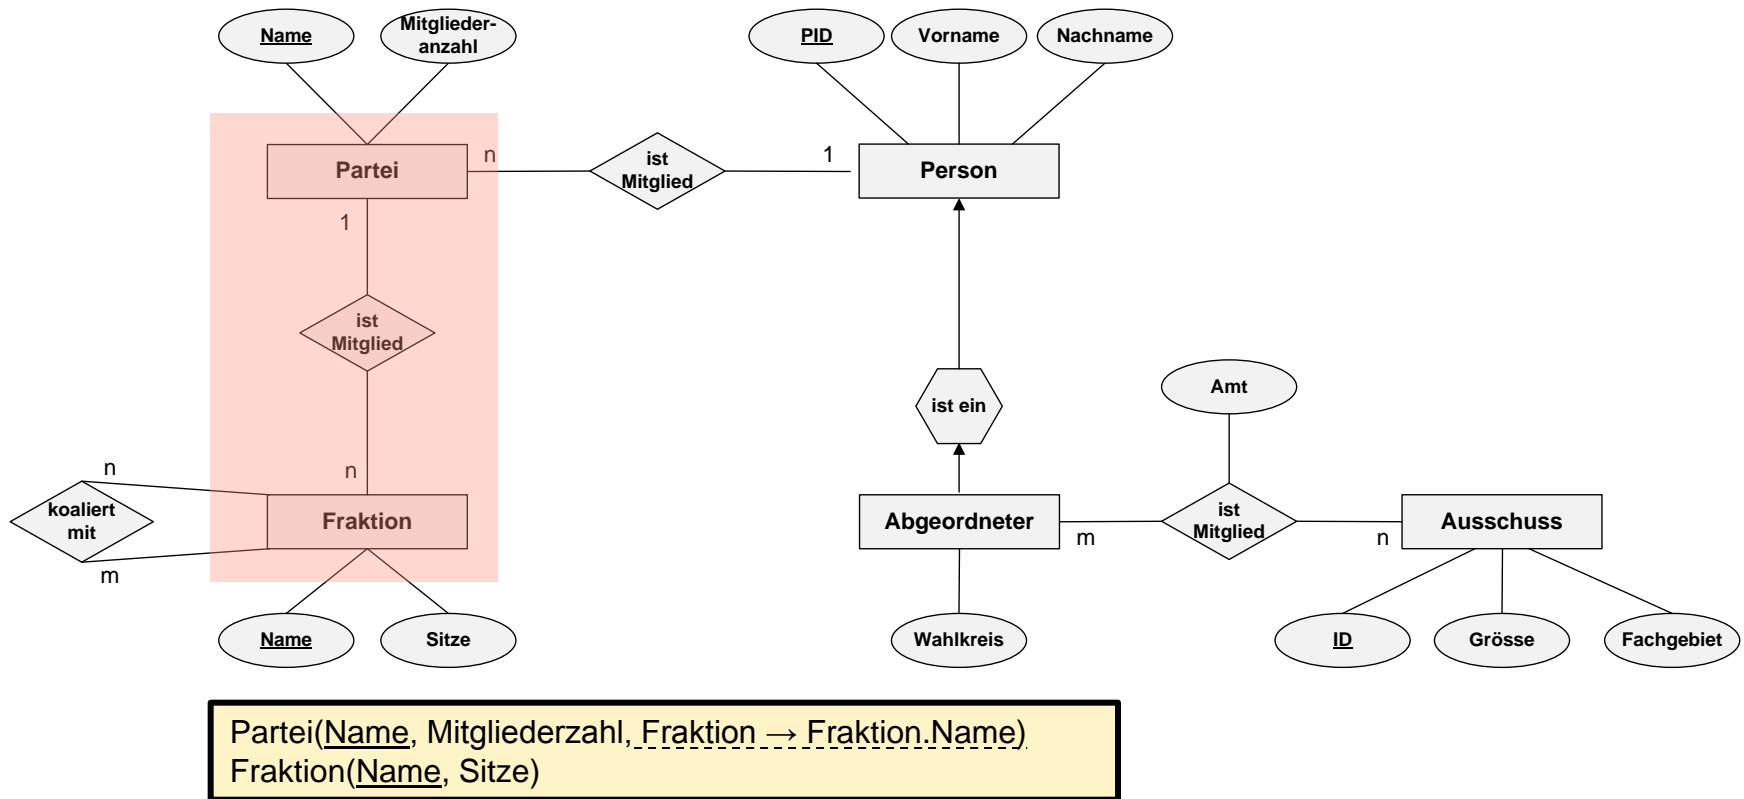 Name
Mitglieder-
anzahl
PID
Vorname
Nachname
Partei
n
ist
Mitglied
1
Person
1
ist
Mitglied
ist ein
Amt
n
n
koaliert
mit
m
Fraktion
Abgeordneter
m
ist
Mitglied
n
Ausschuss
Name
Sitze
Wahlkreis
ID
Grösse
Fachgebiet
Partei(Name, Mitgliederzahl, Fraktion → Fraktion.Name)
Fraktion(Name, Sitze)